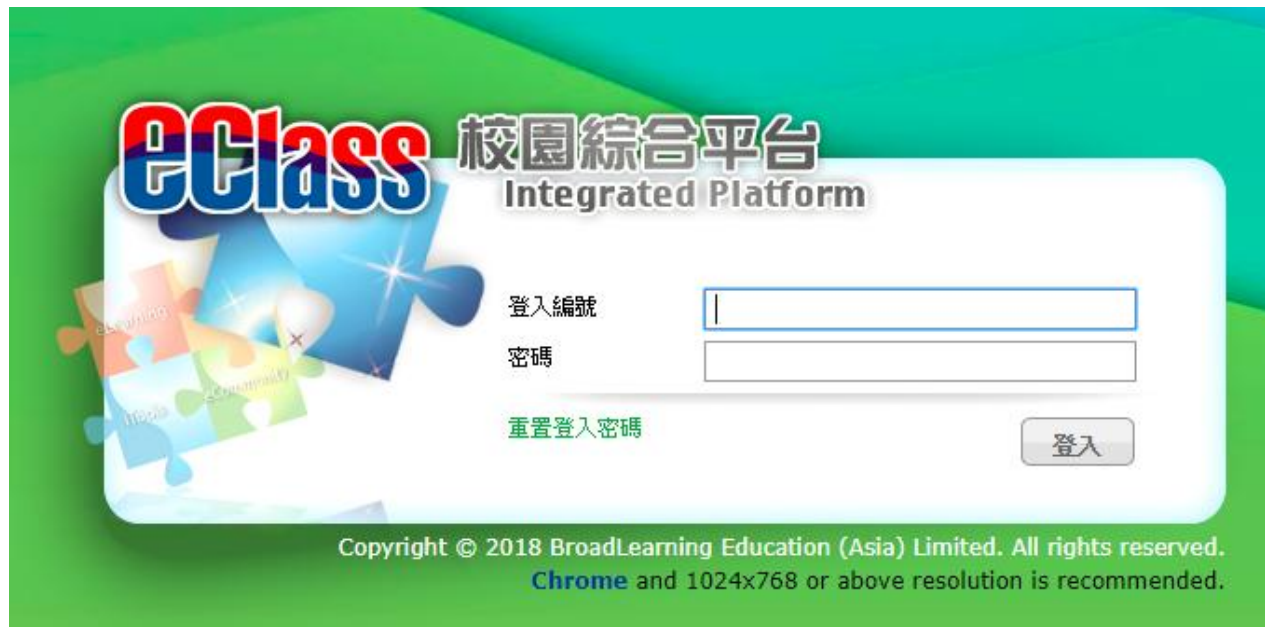 eClass 校園綜合平台
Integrated Platform
登入編號
密碼
eLearning
eCommunity
重置登入密碼
登入
Copyright © 2018 BroadLearning Education (Asia) Limited. All rights reserved.
Chrome and 1024x768 or above resolution is recommended.